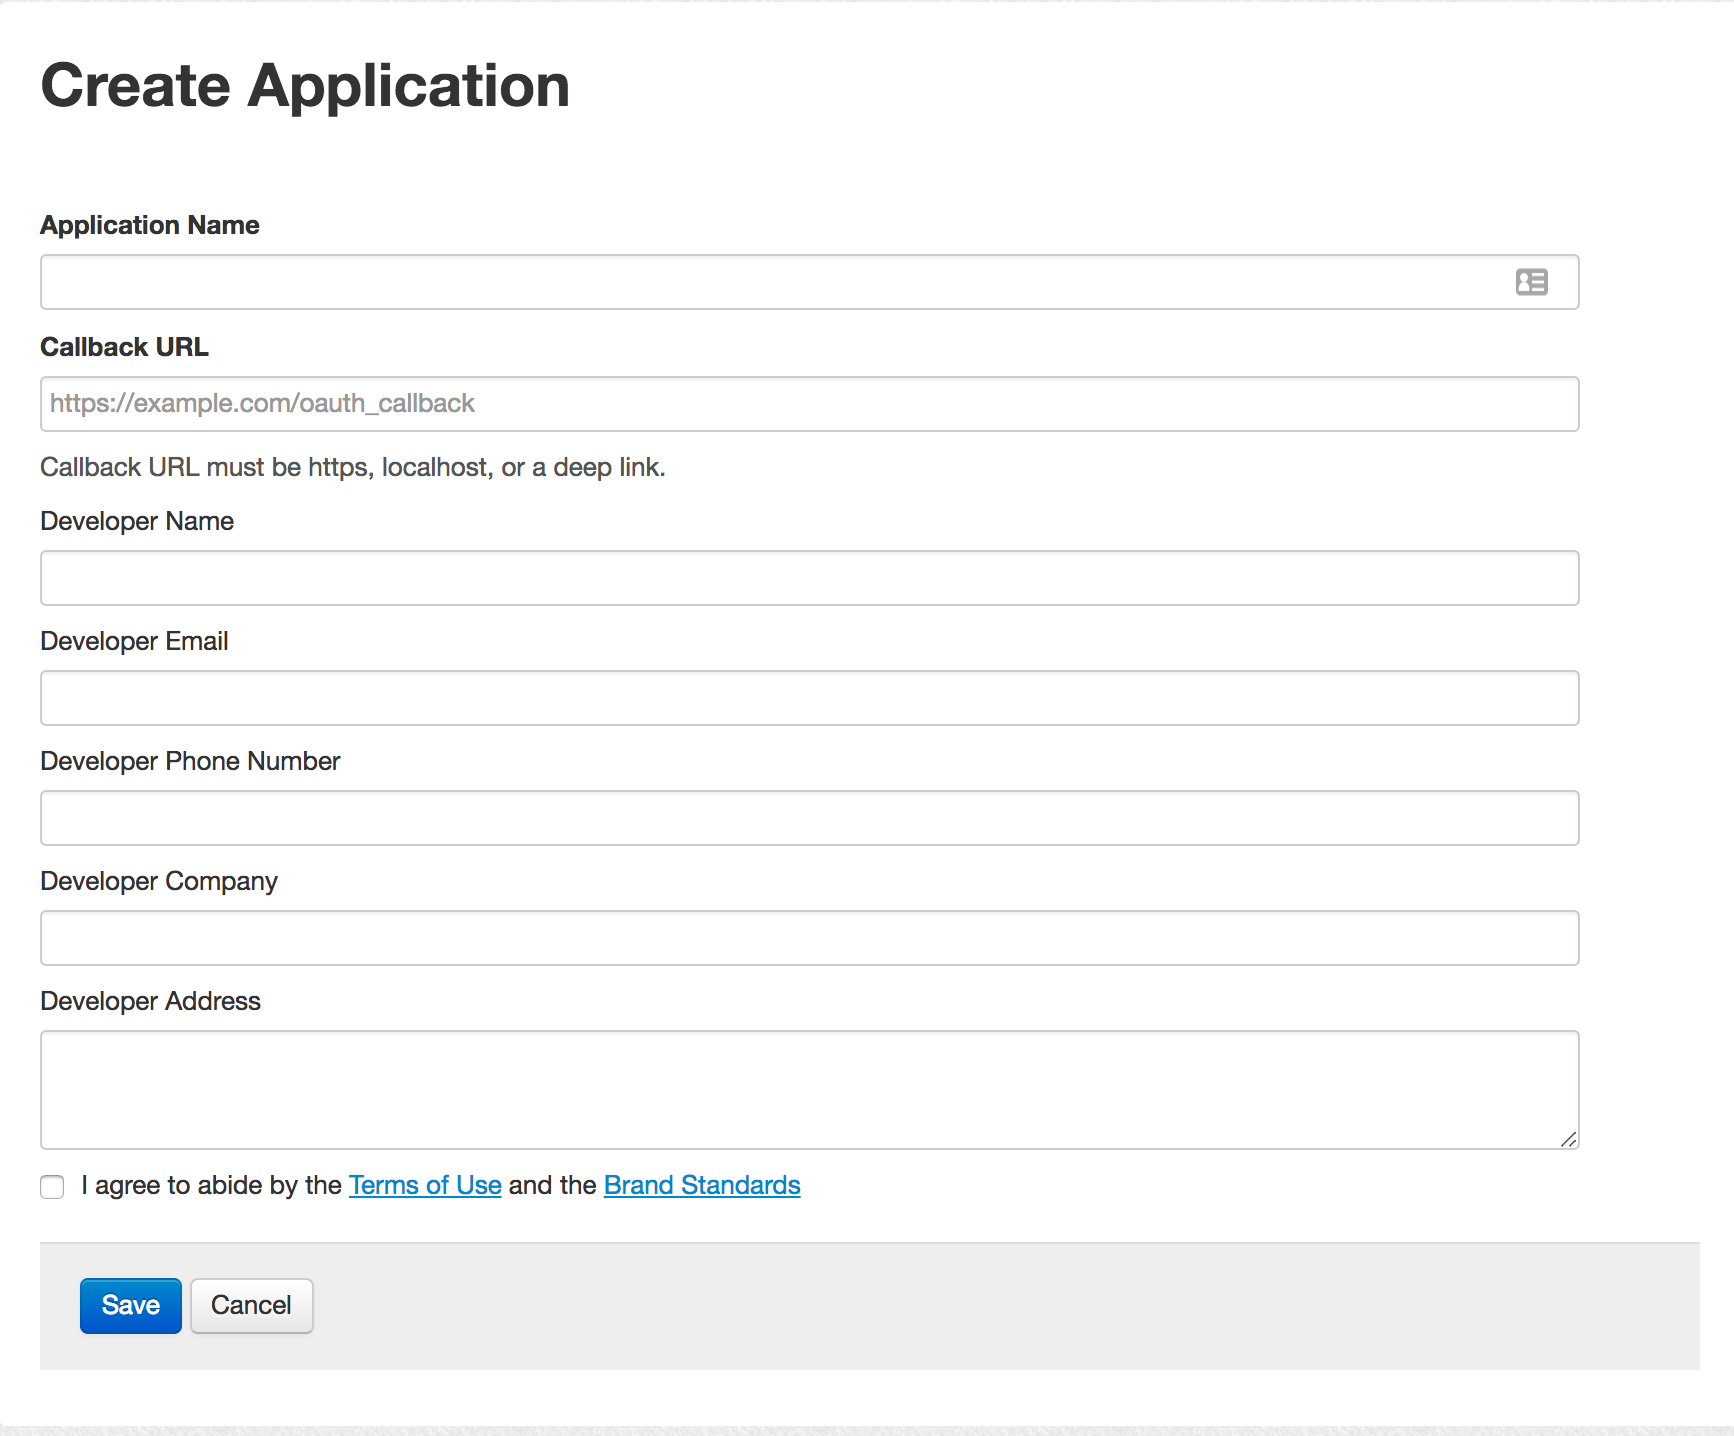 Create Application
Application Name
Callback URL
https://example.com/oauth_callback
Callback URL must be https, localhost, or a deep link.
Developer Name
Developer Email
Developer Phone Number
Developer Company
Developer Address
I agree to abide by the Terms of Use and the Brand Standards
Save Cancel